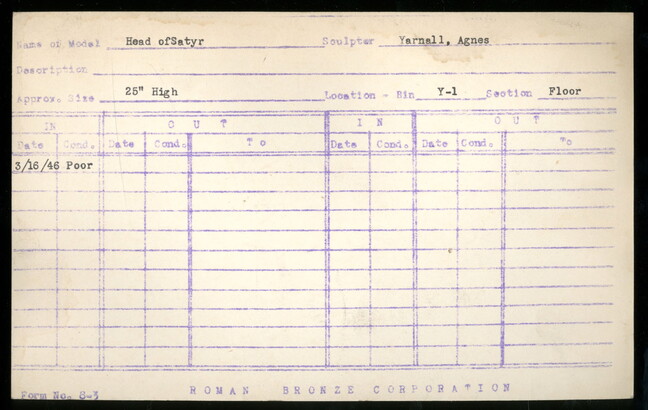 Name of Model Head ofSatyr Sculptor Yarnall, Agnes
Description
Approx. Size 25" High Location - Bin Y-1 Section Floor
IN OUT IN OUT
Date Cond. Date Cond. To Date Cond. Date Cond. To
3/16/46 Poor
Form No. S-3 ROMAN BRONZE CORPORATION